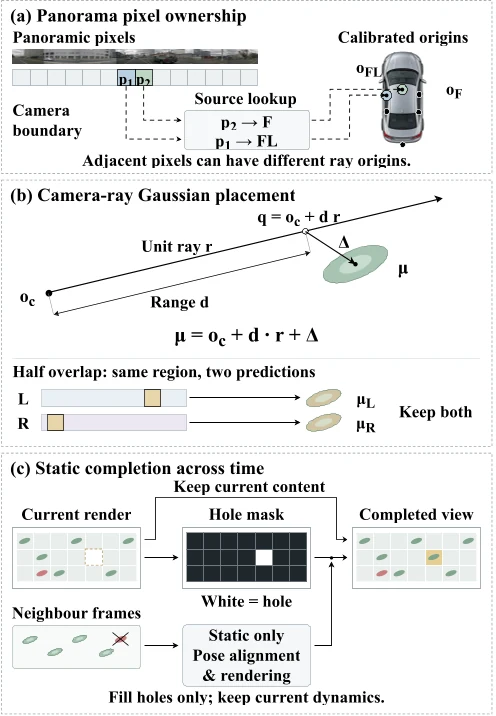 (a) Panorama pixel ownership
Panoramic pixels
Calibrated origins
p1 p2
oFL
oF
Camera
boundary
Source lookup
p2 → F
p1 → FL
Adjacent pixels can have different ray origins.
(b) Camera-ray Gaussian placement
q = oc + d r
Unit ray r
Δ
μ
oc
Range d
μ = oc + d · r + Δ
Half overlap: same region, two predictions
L
μL
R
μR
Keep both
(c) Static completion across time
Keep current content
Current render
Hole mask
Completed view
White = hole
Neighbour frames
Static only
Pose alignment
& rendering
Fill holes only; keep current dynamics.